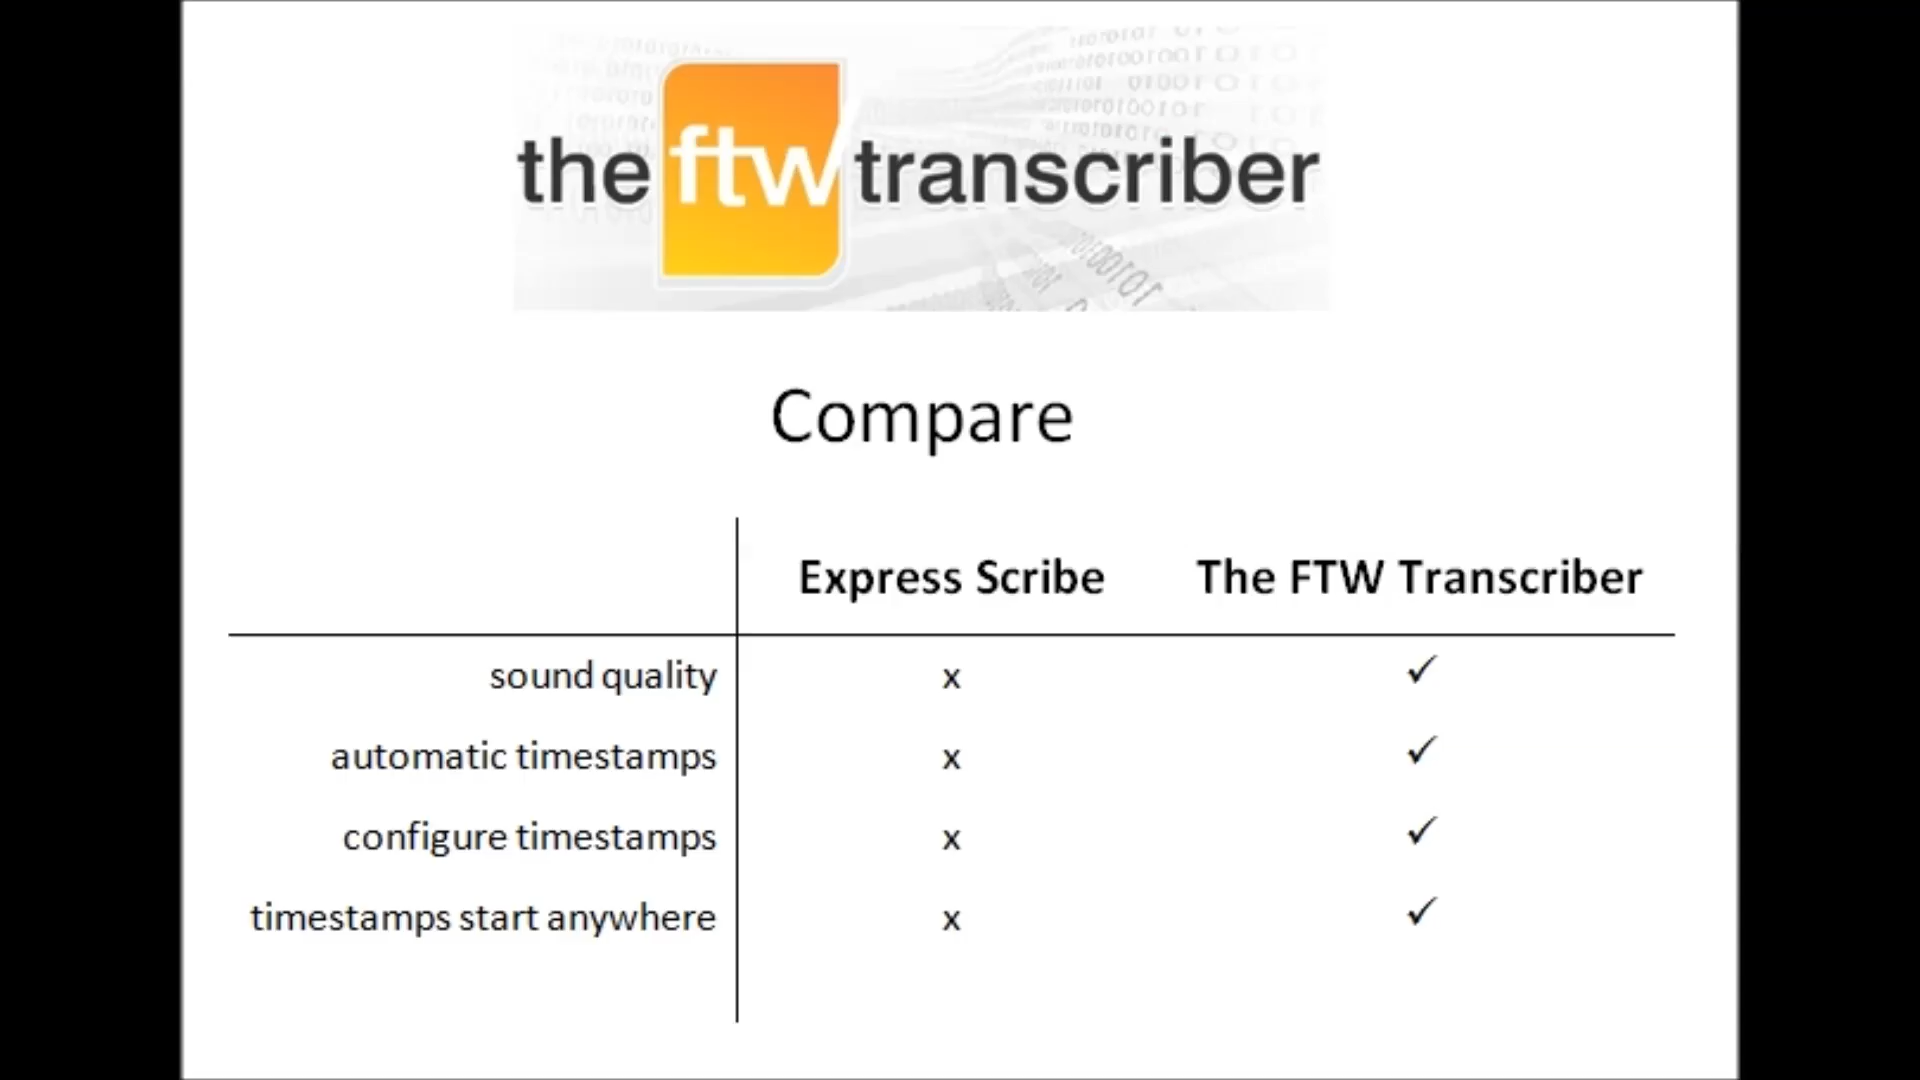 the ftw transcriber
Compare
Express Scribe The FTW Transcriber
sound quality x ✓
automatic timestamps x ✓
configure timestamps x ✓
timestamps start anywhere x ✓